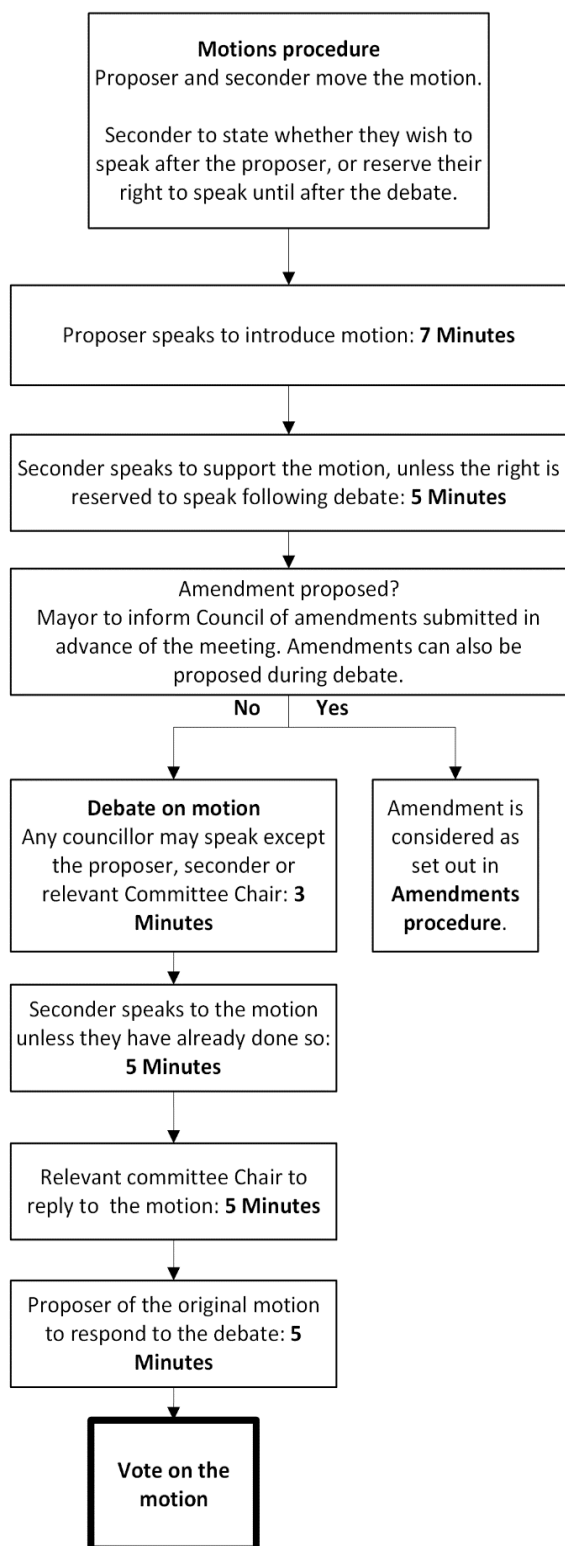 Motions procedure
Proposer and seconder move the motion.
Seconder to state whether they wish to
speak after the proposer, or reserve their
right to speak until after the debate.
Proposer speaks to introduce motion: 7 Minutes
Seconder speaks to support the motion, unless the right is
reserved to speak following debate: 5 Minutes
Amendment proposed?
Mayor to inform Council of amendments submitted in
advance of the meeting. Amendments can also be
proposed during debate.
No Yes
Debate on motion
Any councillor may speak except
the proposer, seconder or
relevant Committee Chair: 3
Minutes
Amendment is
considered as
set out in
Amendments
procedure.
Seconder speaks to the motion
unless they have already done so:
5 Minutes
Relevant committee Chair to
reply to the motion: 5 Minutes
Proposer of the original motion
to respond to the debate: 5
Minutes
Vote on the
motion